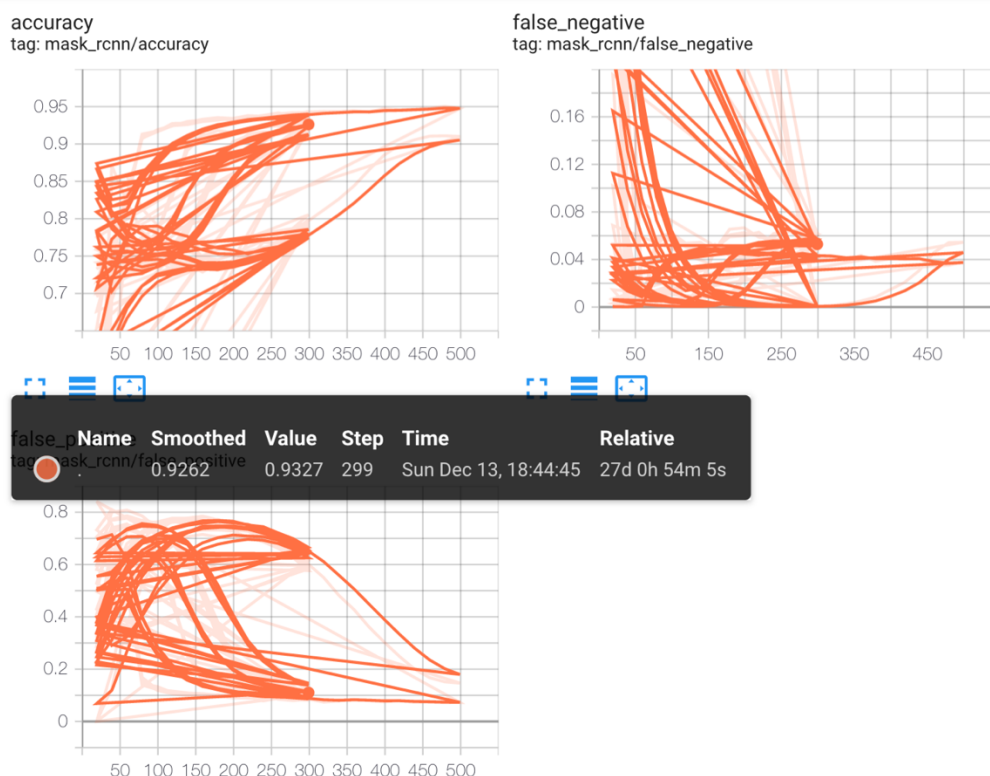 accuracy
tag: mask_rcnn/accuracy
0.95
0.9
0.85
0.8
0.75
0.7
50 100 150 200 250 300 350 400 450 500
false_negative
tag: mask_rcnn/false_negative
0.16
0.12
0.08
0.04
0
50 150 250 350 450
false_positive
tag: mask_rcnn/false_positive
Name Smoothed Value Step Time Relative
. 0.9262 0.9327 299 Sun Dec 13, 18:44:45 27d 0h 54m 5s
0.8
0.6
0.4
0.2
0
50 100 150 200 250 300 350 400 450 500